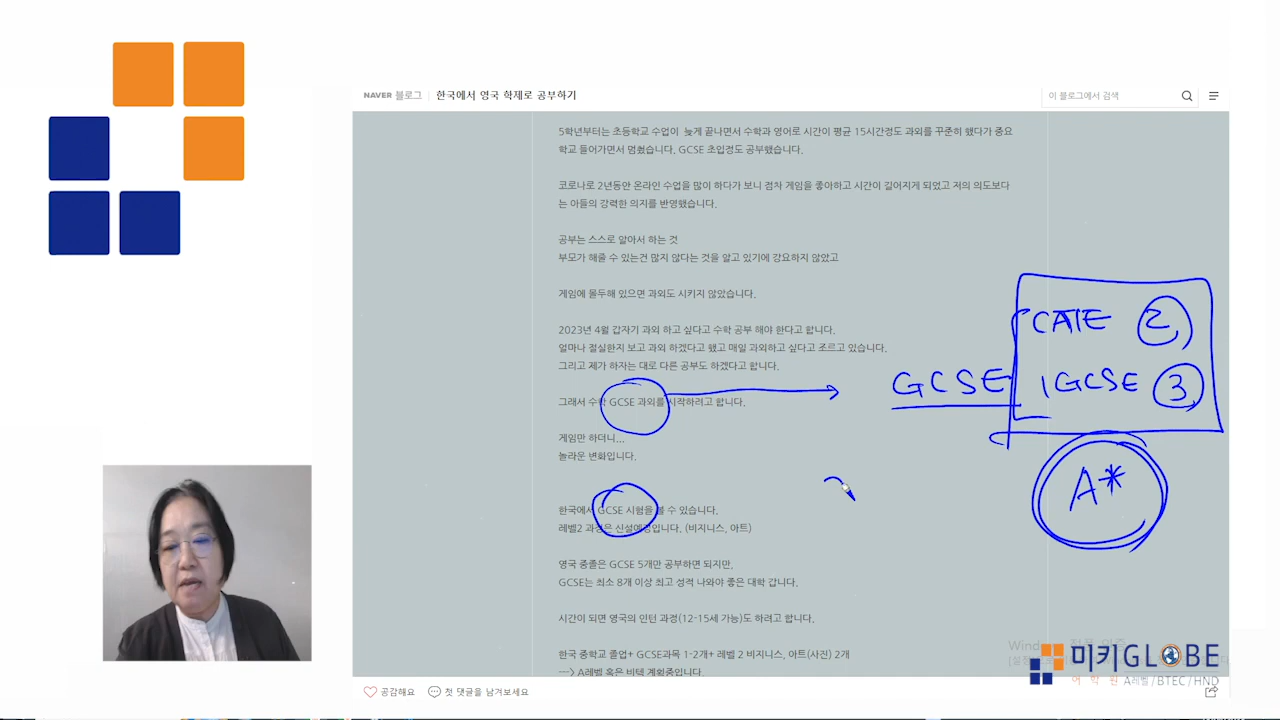 NAVER 블로그 한국에서 영국 학제로 공부하기
이 블로그에서 검색
5학년부터는 초등학교 수업이 늦게 끝나면서 수학과 영어로 시간이 평균 15시간정도 과외를 꾸준히 했다가 중요
학교 들어가면서 멈췄습니다. GCSE 초입정도 공부했습니다.
코로나로 2년동안 온라인 수업을 많이 하다가 보니 점차 게임을 좋아하고 시간이 길어지게 되었고 저의 의도보다
는 아들의 강력한 의지를 반영했습니다.
공부는 스스로 알아서 하는 것
부모가 해줄 수 있는건 많지 않다는 것을 알고 있기에 강요하지 않았고
게임에 몰두해 있으면 과외도 시키지 않았습니다.
2023년 4월 갑자기 과외 하고 싶다고 수학 공부 해야 한다고 합니다.
얼마나 절실한지 보고 과외 하겠다고 했고 매일 과외하고 싶다고 조르고 있습니다.
그리고 제가 하자는 대로 다른 공부도 하겠다고 합니다.
CAIE 2,
GCSE IGCSE 3,
그래서 수학 GCSE 과외를 시작하려고 합니다.
게임만 하더니...
놀라운 변화입니다.
A*
한국에서 GCSE 시험을 볼 수 있습니다.
레벨2 과정은 신설예정입니다. (비지니스, 아트)
영국 중졸은 GCSE 5개만 공부하면 되지만,
GCSE는 최소 8개 이상 최고 성적 나와야 좋은 대학 갑니다.
시간이 되면 영국의 인턴 과정(12-15세 가능)도 하려고 합니다.
한국 중학교 졸업+ GCSE과목 1-2개+ 레벨 2 비지니스, 아트(사진) 2개
---> A레벨 혹은 비텍 계획중입니다.
미키GLOBE
어학원 A레벨/BTEC/HND
공감해요 첫 댓글을 남겨보세요